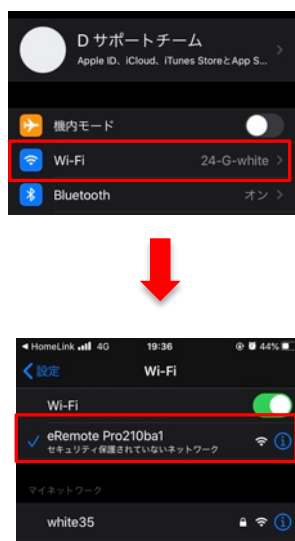 D サポートチーム
Apple ID、iCloud、iTunes StoreとApp S...
機内モード
Wi-Fi 24-G-white
Bluetooth オン
HomeLink 4G 19:36 44%
設定 Wi-Fi
Wi-Fi
eRemote Pro210ba1
セキュリティ保護されていないネットワーク
マイネットワーク
white35